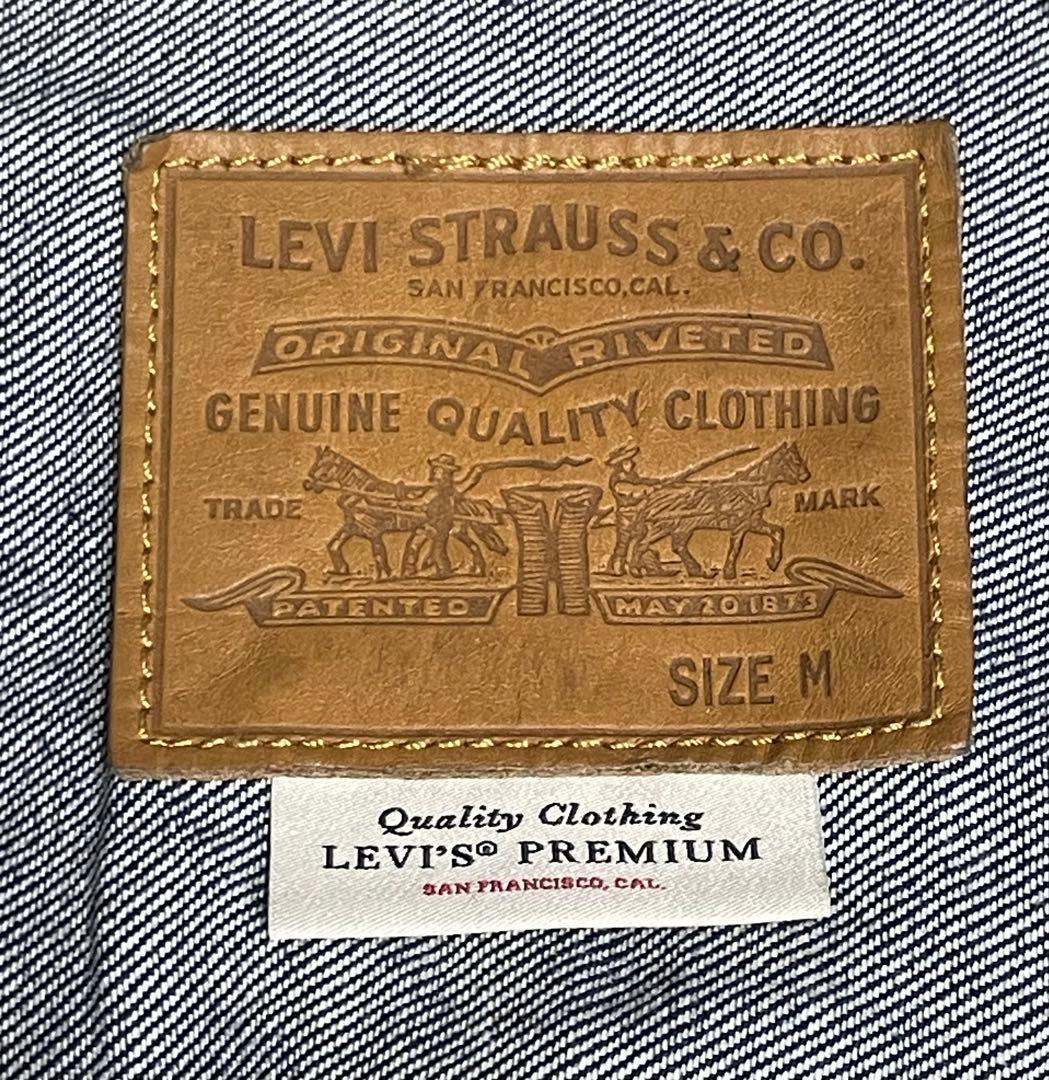 LEVI STRAUSS & CO.
SAN FRANCISCO, CAL.
ORIGINAL RIVETED
GENUINE QUALITY CLOTHING
TRADE MARK
PATENTED MAY 20 1873
SIZE M
Quality Clothing
LEVI'S® PREMIUM
SAN FRANCISCO, CAL.